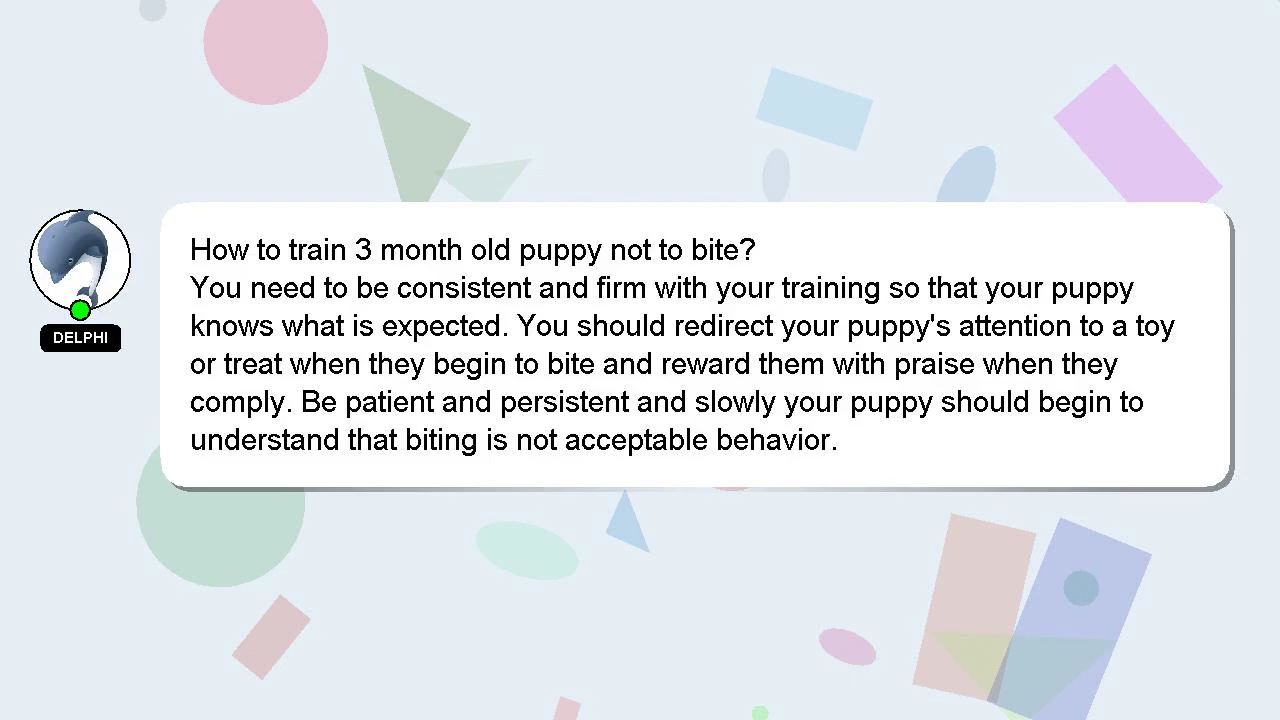 How to train 3 month old puppy not to bite?
You need to be consistent and firm with your training so that your puppy
knows what is expected. You should redirect your puppy's attention to a toy
or treat when they begin to bite and reward them with praise when they
comply. Be patient and persistent and slowly your puppy should begin to
understand that biting is not acceptable behavior.
DELPHI